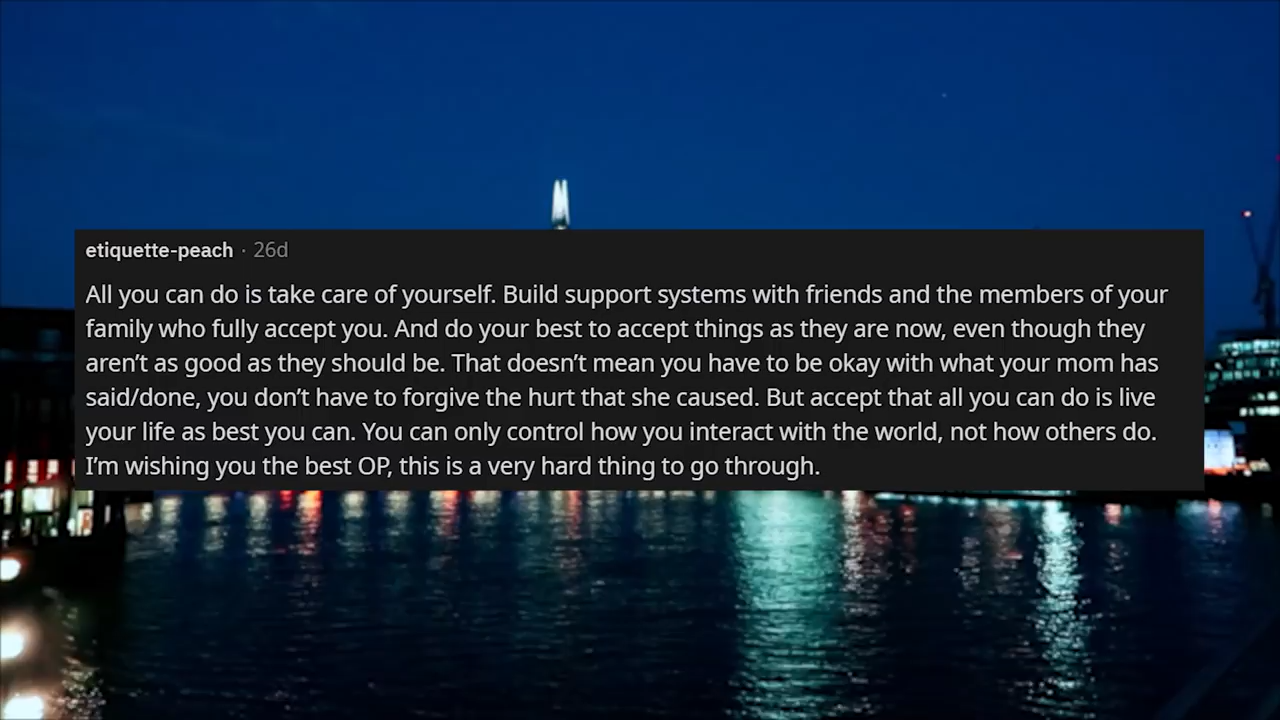 etiquette-peach · 26d
All you can do is take care of yourself. Build support systems with friends and the members of your
family who fully accept you. And do your best to accept things as they are now, even though they
aren’t as good as they should be. That doesn’t mean you have to be okay with what your mom has
said/done, you don’t have to forgive the hurt that she caused. But accept that all you can do is live
your life as best you can. You can only control how you interact with the world, not how others do.
I’m wishing you the best OP, this is a very hard thing to go through.